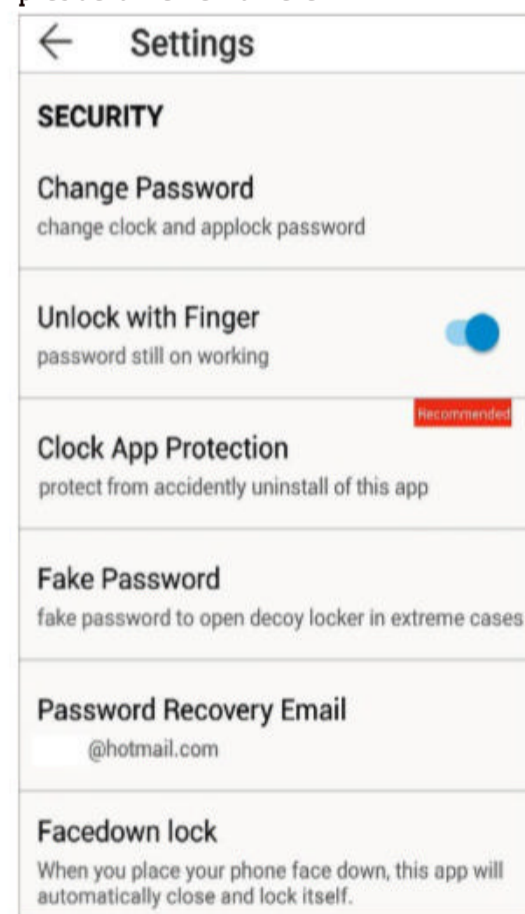 Settings
SECURITY
Change Password
change clock and applock password
Unlock with Finger
password still on working
Recommended
Clock App Protection
protect from accidently uninstall of this app
Fake Password
fake password to open decoy locker in extreme cases
Password Recovery Email
@hotmail.com
Facedown lock
When you place your phone face down, this app will
automatically close and lock itself.